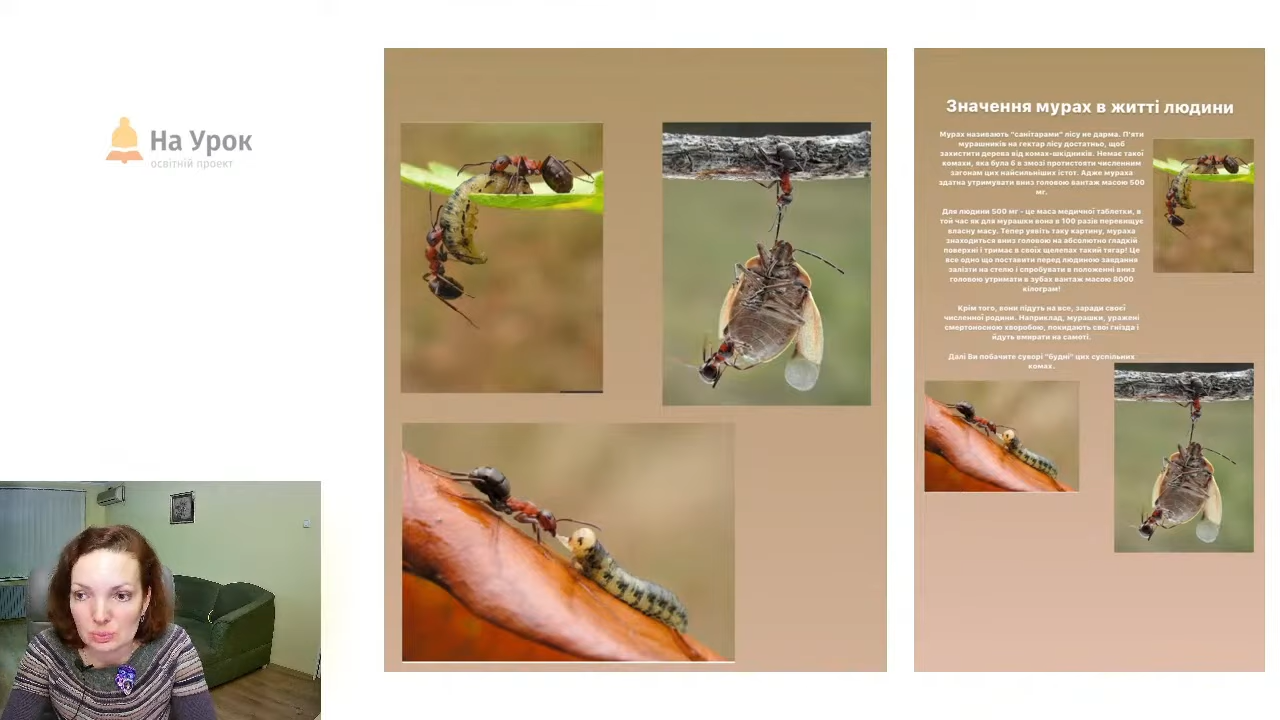 На Урок
освітній проект
Значення мурах в житті людини
Мурах називають "санітарами" лісу не дарма. П'яти
мурашників на гектар лісу достатньо, щоб
захистити дерева від комах-шкідників. Немає такої
комахи, яка була б в змозі протистояти численним
загонам цих найсильніших істот. Адже мураха
здатна утримувати вниз головою вантаж масою 500
мг.
Для людини 500 мг - це маса медичної таблетки, в
той час як для мурашки вона в 100 разів перевищує
власну масу. Тепер уявіть таку картину, мураха
знаходиться вниз головою на абсолютно гладкій
поверхні і тримає в своїх щелепах такий тягар! Це
все одно що поставити перед людиною завдання
залізти на стелю і спробувати в положенні вниз
головою утримати в зубах вантаж масою 8000
кілограм!
Крім того, вони підуть на все, заради своєї
численної родини. Наприклад, мурашки, уражені
смертоносною хворобою, покидають свої гнізда і
йдуть вмирати на самоті.
Далі Ви побачите суворі "будні" цих суспільних
комах.